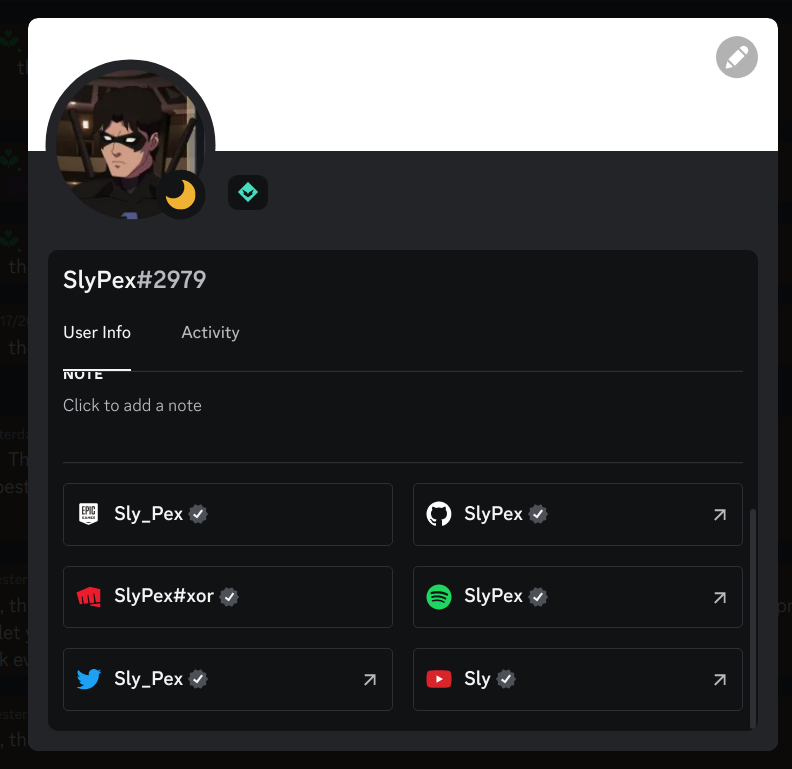 SlyPex#2979
User Info
Activity
NOTE
Click to add a note
EPIC
GAMES
Sly_Pex
SlyPex
SlyPex#xor
SlyPex
Sly_Pex
Sly